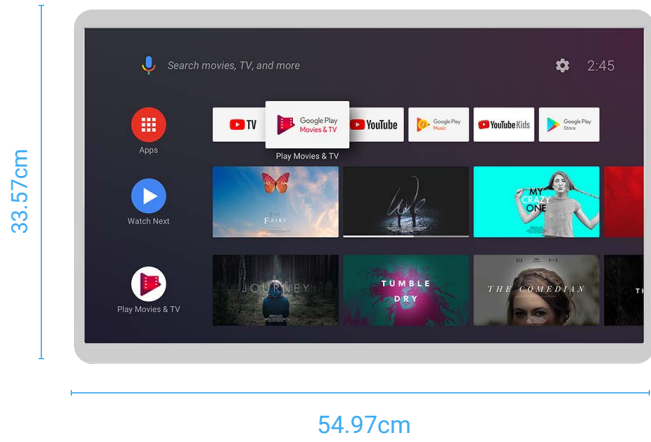 Search movies, TV, and more
2:45
TV
Google Play
Movies & TV
YouTube
Google Play
Music
YouTube Kids
Google Play
Store
Apps
Play Movies & TV
33.57cm
Watch Next
FAIRY
MY
CRAZY
ONE
Play Movies & TV
JOURNEY
TUMBLE
DRY
THE COMEDIAN
54.97cm